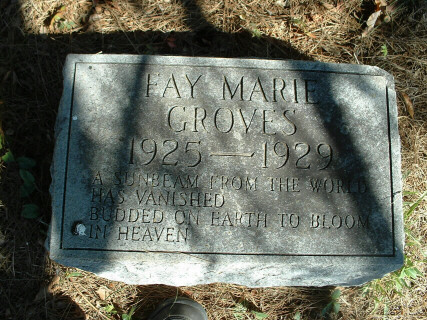 FAY MARIE
GROVES
1925 — 1929
A SUNBEAM FROM THE WORLD
HAS VANISHED
BUDDED ON EARTH TO BLOOM
IN HEAVEN